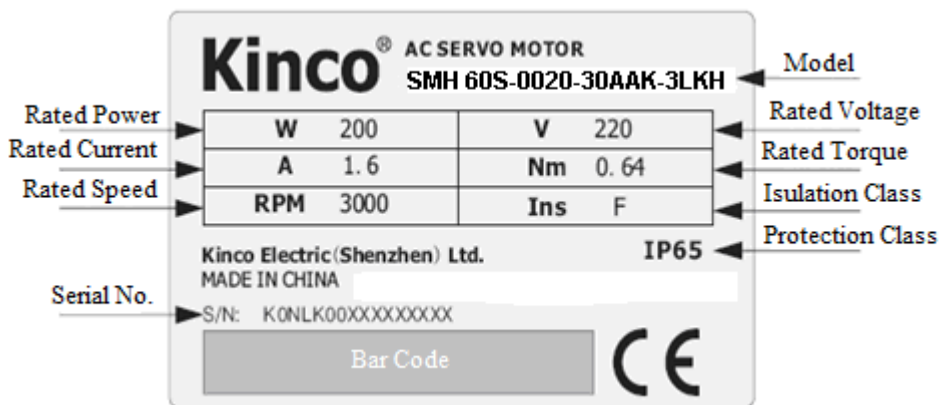 Kinco® AC SERVO MOTOR
SMH 60S-0020-30AAK-3LKH
Model
Rated Power
W 200
V 220
Rated Voltage
Rated Current
A 1.6
Nm 0.64
Rated Torque
Rated Speed
RPM 3000
Ins F
Isulation Class
Kinco Electric(Shenzhen) Ltd.
IP65
Protection Class
MADE IN CHINA
Serial No.
S/N: K0NLK00XXXXXXXXX
Bar Code
CE